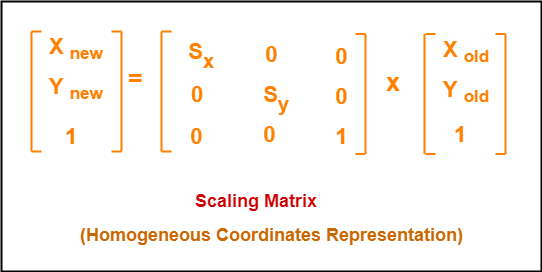 X new   Sx 0 0   X old
Y new = 0 Sy 0 x Y old
1   0 0 1   1
Scaling Matrix
(Homogeneous Coordinates Representation)